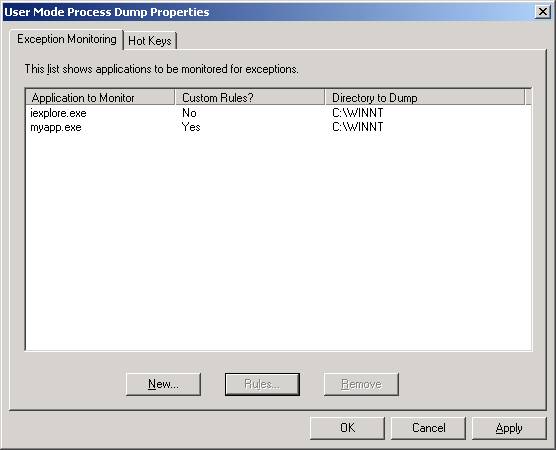 User Mode Process Dump Properties
Exception Monitoring Hot Keys
This list shows applications to be monitored for exceptions.
Application to Monitor Custom Rules? Directory to Dump
iexplore.exe No C:\WINNT
myapp.exe Yes C:\WINNT
New... Rules... Remove
OK Cancel Apply